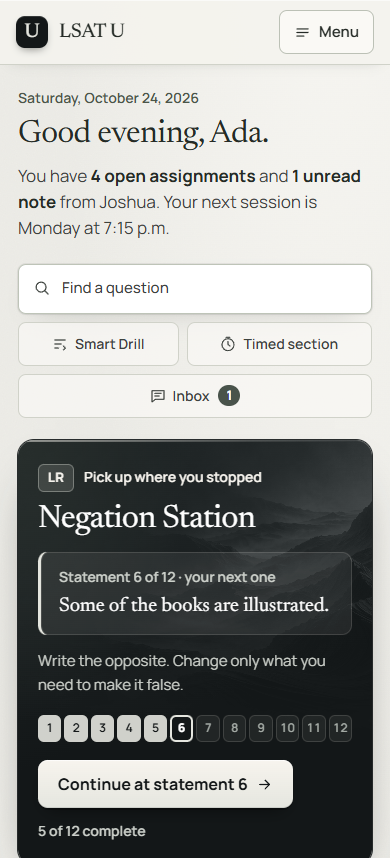 U LSAT U Menu
Saturday, October 24, 2026
Good evening, Ada.
You have 4 open assignments and 1 unread
note from Joshua. Your next session is
Monday at 7:15 p.m.
Find a question
Smart Drill Timed section
Inbox 1
LR Pick up where you stopped
Negation Station
Statement 6 of 12 · your next one
Some of the books are illustrated.
Write the opposite. Change only what you
need to make it false.
1 2 3 4 5 6 7 8 9 10 11 12
Continue at statement 6 →
5 of 12 complete